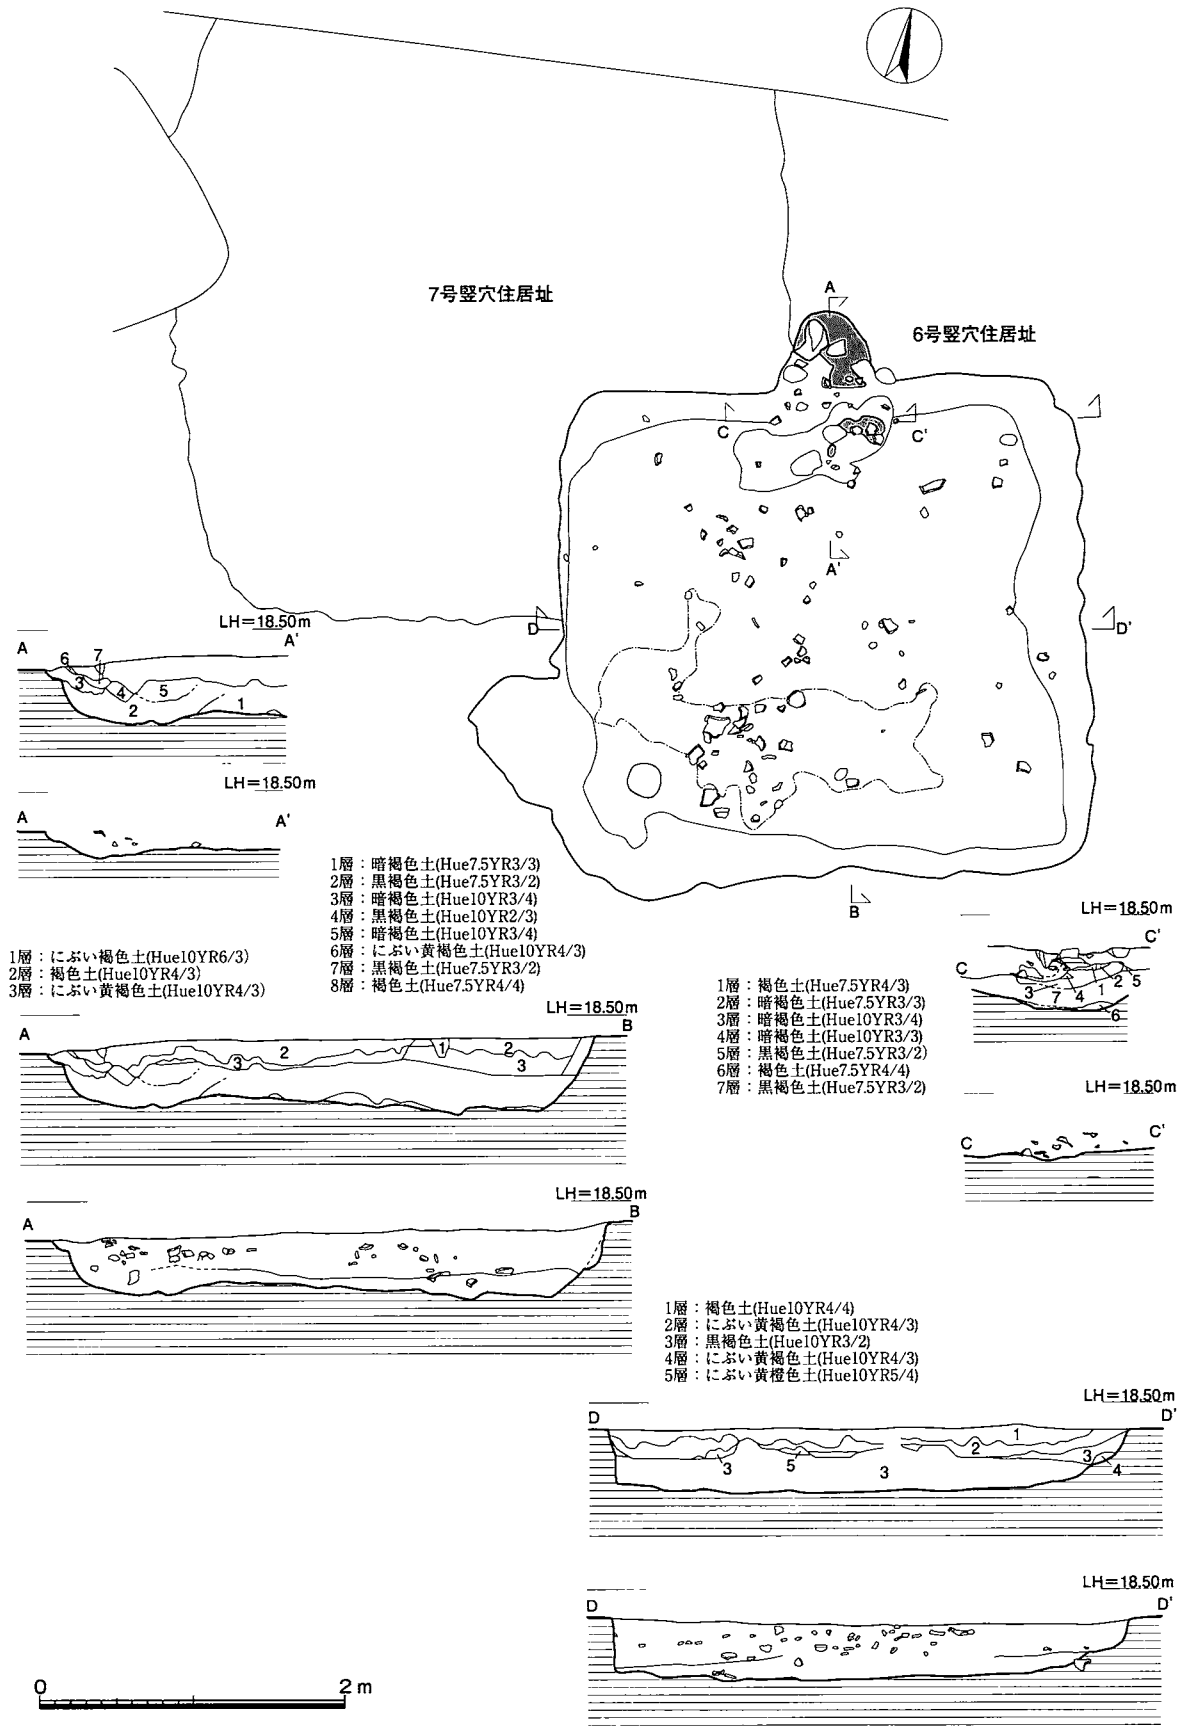 7号竪穴住居址
A
6号竪穴住居址
C
C'
A'
D
D'
B
LH=18.50m
A
A'
6
7
3
4
5
2
1
LH=18.50m
A
A'
1層：暗褐色土(Hue7.5YR3/3)
2層：黒褐色土(Hue7.5YR3/2)
3層：暗褐色土(Hue10YR3/4)
4層：黒褐色土(Hue10YR2/3)
5層：暗褐色土(Hue10YR3/4)
6層：にぶい黄褐色土(Hue10YR4/3)
7層：黒褐色土(Hue7.5YR3/2)
8層：褐色土(Hue7.5YR4/4)
1層：にぶい褐色土(Hue10YR6/3)
2層：褐色土(Hue10YR4/3)
3層：にぶい黄褐色土(Hue10YR4/3)
LH=18.50m
A
B
3
2
1
2
3
LH=18.50m
A
B
LH=18.50m
C
C'
3
7
4
1
2
5
6
1層：褐色土(Hue7.5YR4/3)
2層：暗褐色土(Hue7.5YR3/3)
3層：暗褐色土(Hue10YR3/4)
4層：暗褐色土(Hue10YR3/3)
5層：黒褐色土(Hue7.5YR3/2)
6層：褐色土(Hue7.5YR4/4)
7層：黒褐色土(Hue7.5YR3/2)
LH=18.50m
C
C'
1層：褐色土(Hue10YR4/4)
2層：にぶい黄褐色土(Hue10YR4/3)
3層：黒褐色土(Hue10YR3/2)
4層：にぶい黄褐色土(Hue10YR4/3)
5層：にぶい黄橙色土(Hue10YR5/4)
LH=18.50m
D
D'
1
2
3
5
3
3
4
LH=18.50m
D
D'
0
2 m